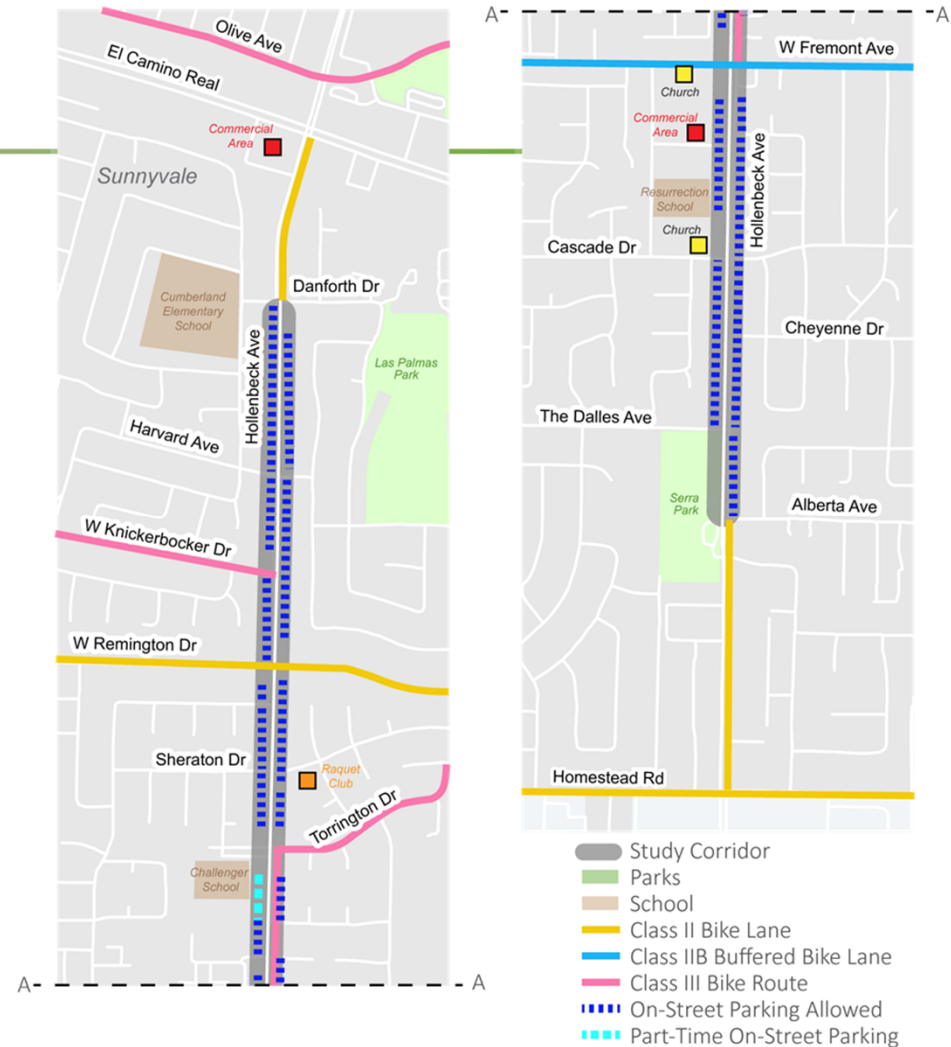 Olive Ave
El Camino Real
Commercial
Area
Sunnyvale
Danforth Dr
Cumberland
Elementary
School
Hollenbeck Ave
Las Palmas
Park
Harvard Ave
W Knickerbocker Dr
W Remington Dr
Sheraton Dr
Raquet
Club
Torrington Dr
Challenger
School
A
A
A
A
W Fremont Ave
Church
Commercial
Area
Hollenbeck Ave
Resurrection
School
Church
Cascade Dr
Cheyenne Dr
The Dalles Ave
Serra
Park
Alberta Ave
Homestead Rd
Study Corridor
Parks
School
Class II Bike Lane
Class IIB Buffered Bike Lane
Class III Bike Route
On-Street Parking Allowed
Part-Time On-Street Parking